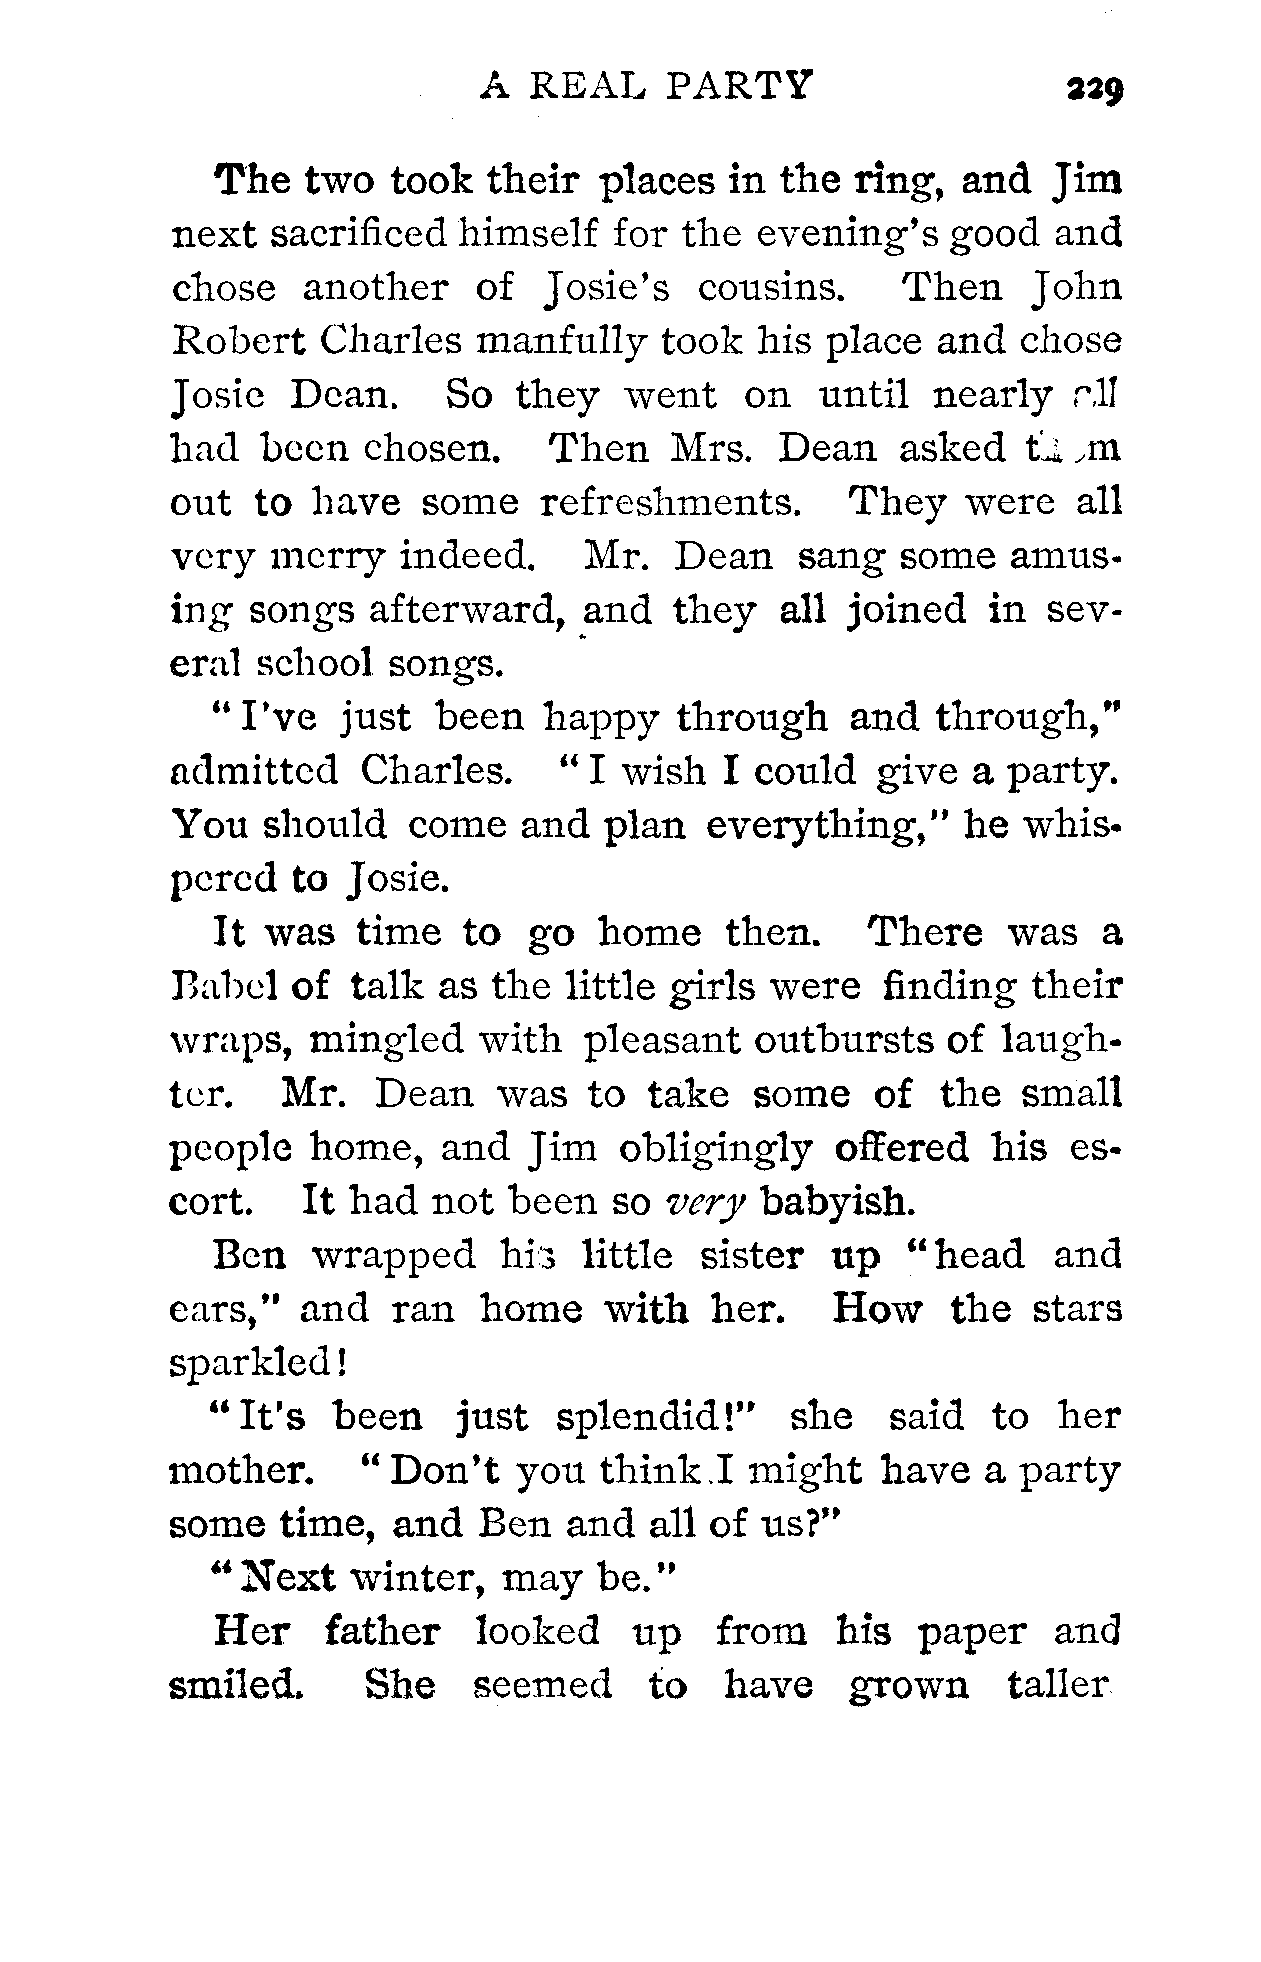 A REAL PARTY 229
The two took their places in the ring, and Jim
next sacrificed himself for the evening's good and
chose another of Josie's cousins. Then John
Robert Charles manfully took his place and chose
Josie Dean. So they went on until nearly all
had been chosen. Then Mrs. Dean asked them
out to have some refreshments. They were all
very merry indeed. Mr. Dean sang some amus-
ing songs afterward, and they all joined in sev-
eral school songs.
"I've just been happy through and through,"
admitted Charles. "I wish I could give a party.
You should come and plan everything," he whis-
pered to Josie.
It was time to go home then. There was a
Babel of talk as the little girls were finding their
wraps, mingled with pleasant outbursts of laugh-
ter. Mr. Dean was to take some of the small
people home, and Jim obligingly offered his es-
cort. It had not been so very babyish.
Ben wrapped his little sister up "head and
ears," and ran home with her. How the stars
sparkled!
"It's been just splendid!" she said to her
mother. "Don't you think I might have a party
some time, and Ben and all of us?"
"Next winter, may be."
Her father looked up from his paper and
smiled. She seemed to have grown taller